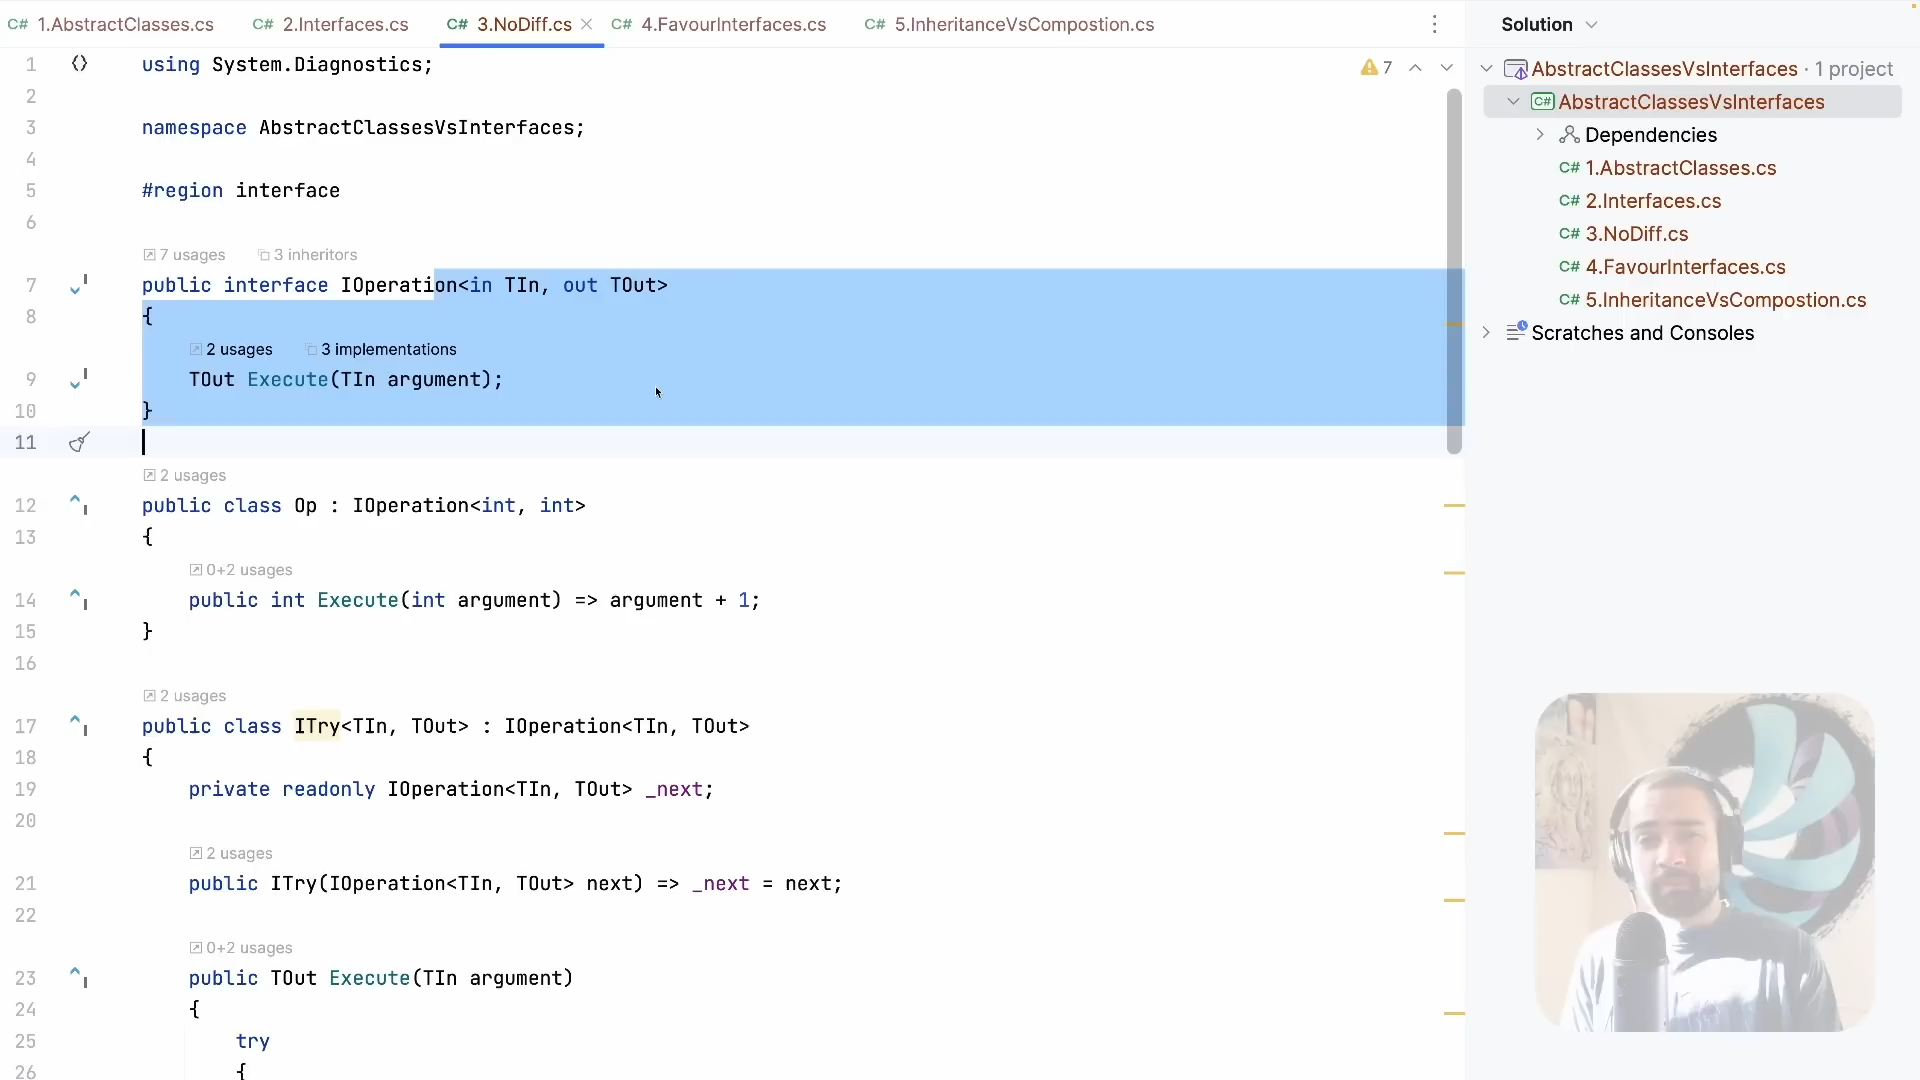 C# 1.AbstractClasses.cs C# 2.Interfaces.cs C# 3.NoDiff.cs C# 4.FavourInterfaces.cs C# 5.InheritanceVsCompostion.cs
1 using System.Diagnostics;
7
2
3 namespace AbstractClassesVsInterfaces;
4
5 #region interface
6
7 usages 3 inheritors
7 public interface IOperation<in TIn, out TOut>
8 {
2 usages 3 implementations
9 TOut Execute(TIn argument);
10 }
11
2 usages
12 public class Op : IOperation<int, int>
13 {
0+2 usages
14 public int Execute(int argument) => argument + 1;
15 }
16
2 usages
17 public class ITry<TIn, TOut> : IOperation<TIn, TOut>
18 {
19 private readonly IOperation<TIn, TOut> _next;
20
2 usages
21 public ITry(IOperation<TIn, TOut> next) => _next = next;
22
0+2 usages
23 public TOut Execute(TIn argument)
24 {
25 try
26 {
Solution
AbstractClassesVsInterfaces · 1 project
C# AbstractClassesVsInterfaces
Dependencies
C# 1.AbstractClasses.cs
C# 2.Interfaces.cs
C# 3.NoDiff.cs
C# 4.FavourInterfaces.cs
C# 5.InheritanceVsCompostion.cs
Scratches and Consoles